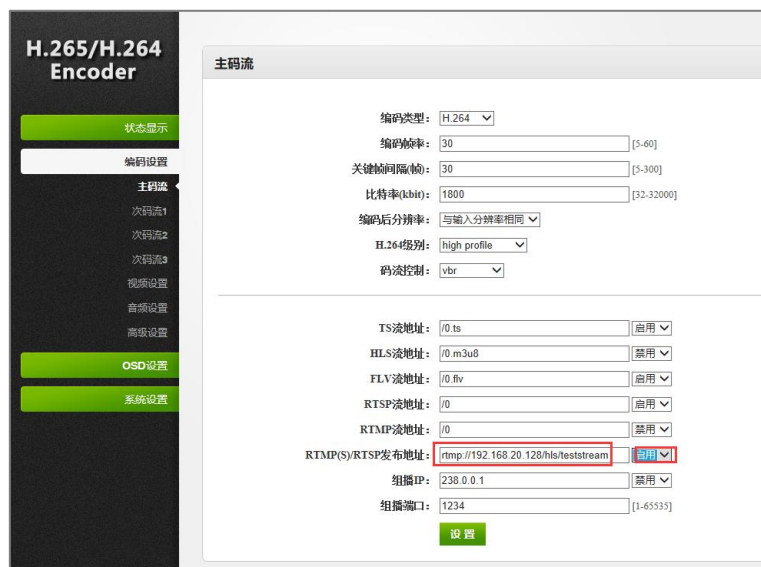 H.265/H.264
Encoder
状态显示
编码设置
主码流
次码流1
次码流2
次码流3
视频设置
音频设置
高级设置
OSD设置
系统设置
主码流
编码类型： H.264
编码帧率： 30 [5-60]
关键帧间隔(帧)： 30 [5-300]
比特率(kbit)： 1800 [32-32000]
编码后分辨率： 与输入分辨率相同
H.264级别： high profile
码流控制： vbr
TS流地址： /0.ts 启用
HLS流地址： /0.m3u8 禁用
FLV流地址： /0.flv 启用
RTSP流地址： /0 启用
RTMP流地址： /0 禁用
RTMP(S)/RTSP发布地址： rtmp://192.168.20.128/hls/teststream 启用
组播IP： 238.0.0.1 禁用
组播端口： 1234 [1-65535]
设 置